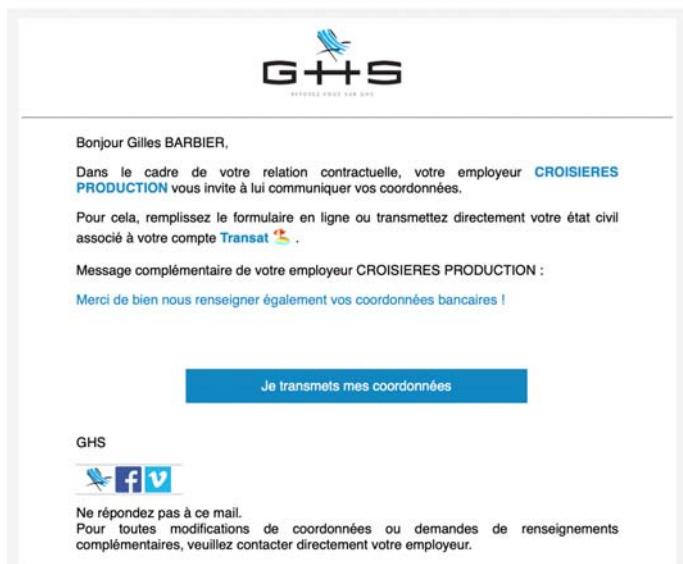 GHS
REPOSEZ-VOUS SUR GHS
Bonjour Gilles BARBIER,
Dans le cadre de votre relation contractuelle, votre employeur CROISIERES
PRODUCTION vous invite à lui communiquer vos coordonnées.
Pour cela, remplissez le formulaire en ligne ou transmettez directement votre état civil
associé à votre compte Transat 🏖️ .
Message complémentaire de votre employeur CROISIERES PRODUCTION :
Merci de bien nous renseigner également vos coordonnées bancaires !
Je transmets mes coordonnées
GHS
Ne répondez pas à ce mail.
Pour toutes modifications de coordonnées ou demandes de renseignements
complémentaires, veuillez contacter directement votre employeur.